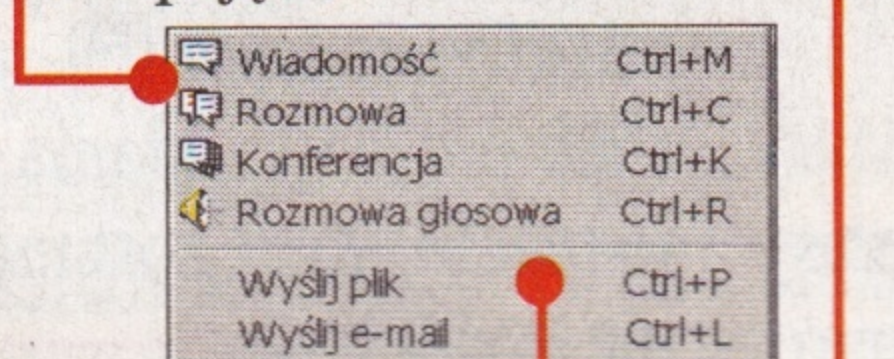 Wiadomość Ctrl+M
Rozmowa Ctrl+C
Konferencja Ctrl+K
Rozmowa głosowa Ctrl+R
Wyślij plik Ctrl+P
Wyślij e-mail Ctrl+L